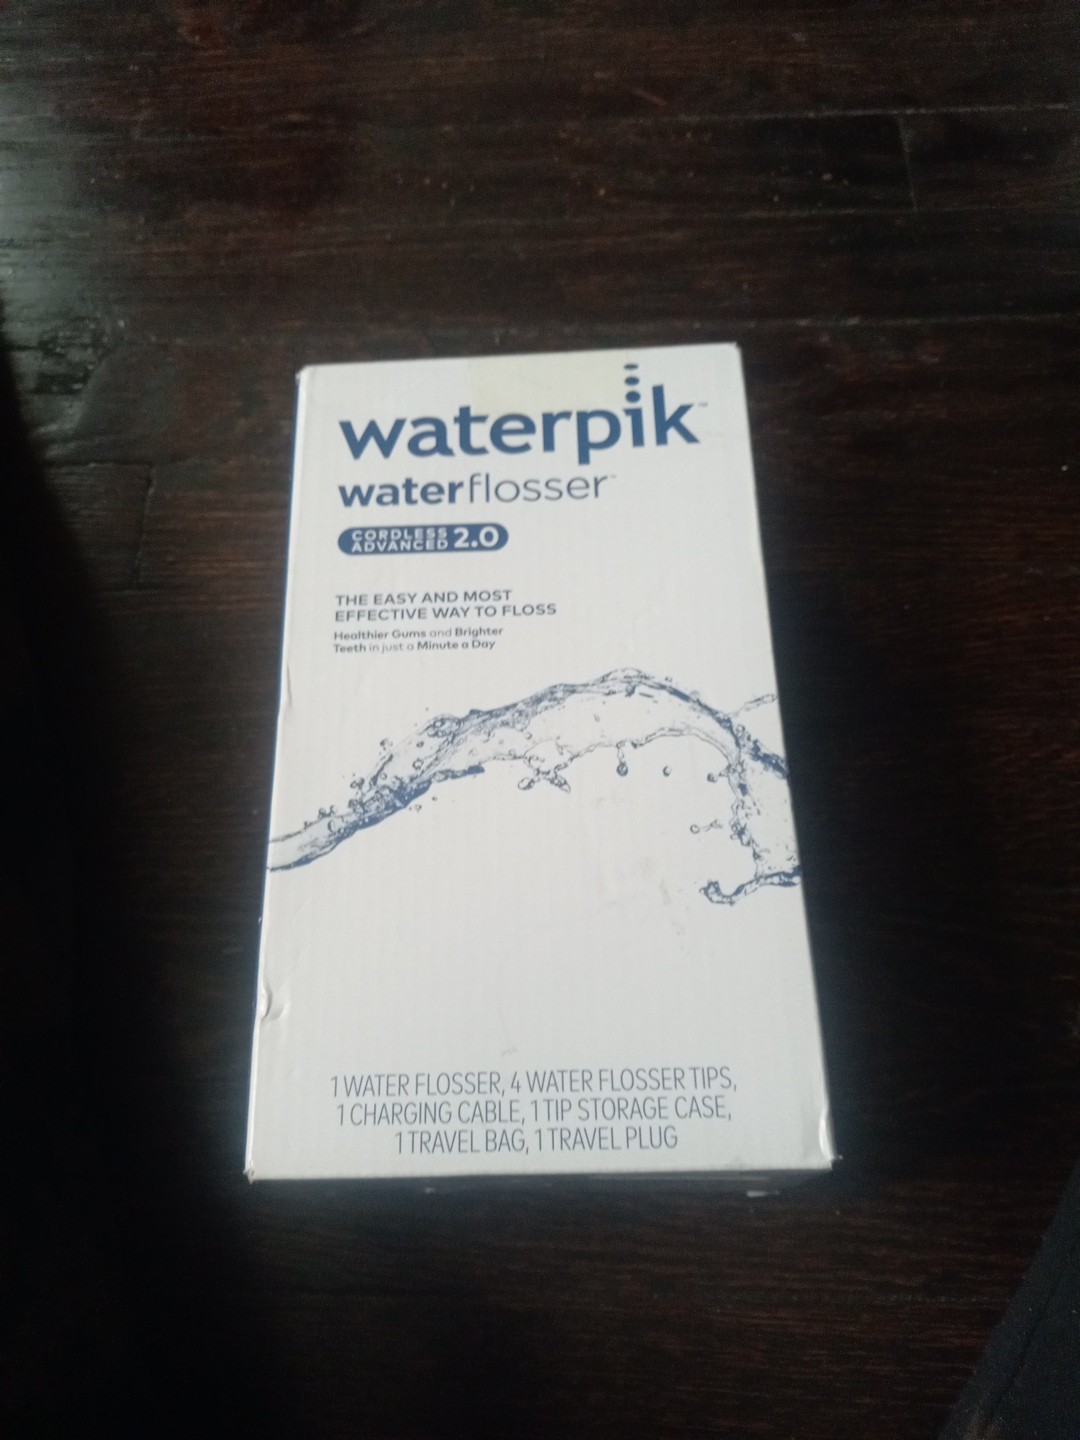 waterpik™
waterflosser™
CORDLESS
ADVANCED 2.0
THE EASY AND MOST
EFFECTIVE WAY TO FLOSS
Healthier Gums and Brighter
Teeth in just a Minute a Day
1 WATER FLOSSER, 4 WATER FLOSSER TIPS,
1 CHARGING CABLE, 1 TIP STORAGE CASE,
1 TRAVEL BAG, 1 TRAVEL PLUG